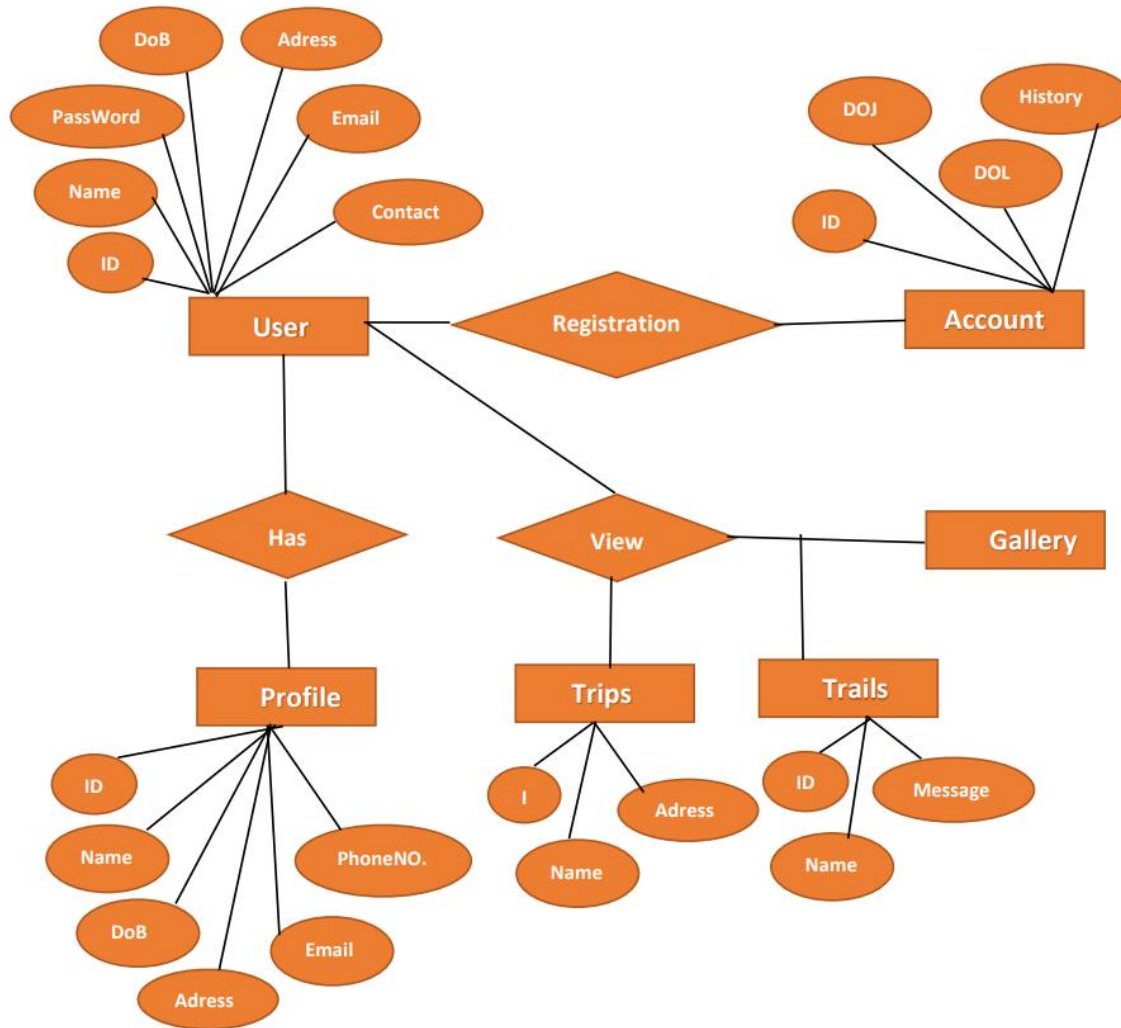 DoB
Adress
PassWord
Email
Name
Contact
ID
User
DOJ
History
DOL
ID
Registration
Account
Has
View
Gallery
Profile
Trips
Trails
ID
Name
DoB
Adress
Email
PhoneNO.
I
Name
Adress
ID
Name
Message